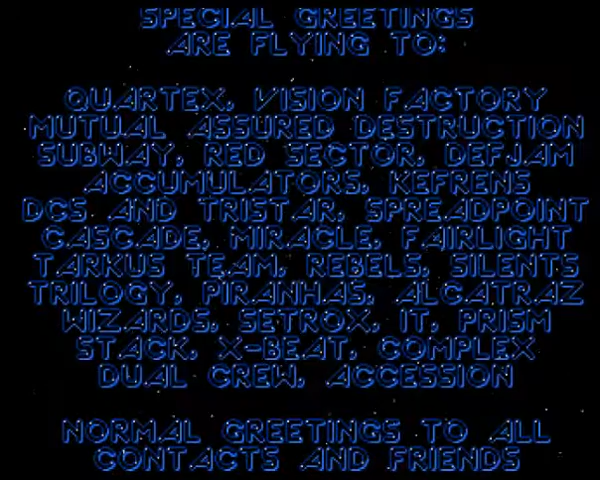 SPECIAL GREETINGS
ARE FLYING TO:
QUARTEX, VISION FACTORY
MUTUAL ASSURED DESTRUCTION
SUBWAY, RED SECTOR, DEFJAM
ACCUMULATORS, KEFRENS
DCS AND TRISTAR, SPREADPOINT
CASCADE, MIRACLE, FAIRLIGHT
TARKUS TEAM, REBELS, SILENTS
TRILOGY, PIRANHAS, ALCATRAZ
WIZARDS, SETROX, IT, PRISM
STACK, X-BEAT, COMPLEX
DUAL CREW, ACCESSION
NORMAL GREETINGS TO ALL
CONTACTS AND FRIENDS